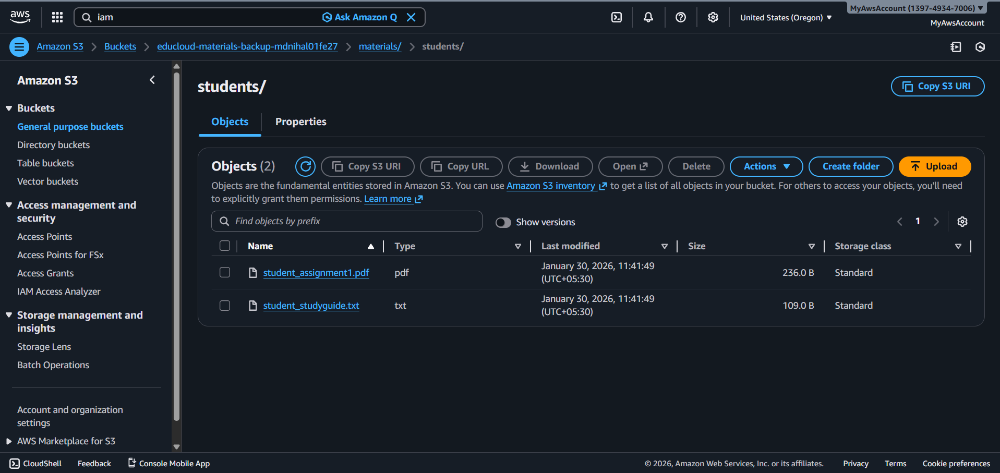 aws
iam
Ask Amazon Q
United States (Oregon)
MyAwsAccount (1397-4934-7006)
MyAwsAccount
Amazon S3
Buckets
educloud-materials-backup-mdnihal01fe27
materials/
students/
Amazon S3
Buckets
General purpose buckets
Directory buckets
Table buckets
Vector buckets
Access management and
security
Access Points
Access Points for FSx
Access Grants
IAM Access Analyzer
Storage management and
insights
Storage Lens
Batch Operations
Account and organization
settings
AWS Marketplace for S3
students/
Copy S3 URI
Objects
Properties
Objects (2)
Copy S3 URI
Copy URL
Download
Open
Delete
Actions
Create folder
Upload
Objects are the fundamental entities stored in Amazon S3. You can use Amazon S3 inventory to get a list of all objects in your bucket. For others to access your objects, you'll need
to explicitly grant them permissions. Learn more
Find objects by prefix
Show versions
1
Name
Type
Last modified
Size
Storage class
student_assignment1.pdf
pdf
January 30, 2026, 11:41:49
(UTC+05:30)
236.0 B
Standard
student_studyguide.txt
txt
January 30, 2026, 11:41:49
(UTC+05:30)
109.0 B
Standard
CloudShell
Feedback
Console Mobile App
© 2026, Amazon Web Services, Inc. or its affiliates.
Privacy
Terms
Cookie preferences